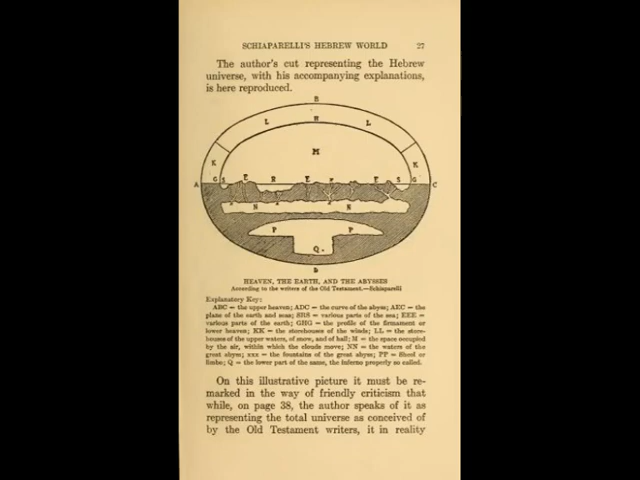 SCHIAPARELLI'S HEBREW WORLD 27
The author's cut representing the Hebrew
universe, with his accompanying explanations,
is here reproduced.
B
L H L
K M K
A G S E R E E S G C
N N
P P
Q
D
HEAVEN, THE EARTH, AND THE ABYSSES
According to the writers of the Old Testament.—Schiaparelli
Explanatory Key:
ABC = the upper heaven; ADC = the curve of the abyss; AEC = the
plane of the earth and seas; SRS = various parts of the sea; EEE =
various parts of the earth; GHG = the profile of the firmament or
lower heaven; KK = the storehouses of the winds; LL = the store-
houses of the upper waters, of snow, and of hail; M = the space occupied
by the air, within which the clouds move; NN = the waters of the
great abyss; xxx = the fountains of the great abyss; PP = Sheol or
limbo; Q = the lower part of the same, the inferno properly so called.
On this illustrative picture it must be re-
marked in the way of friendly criticism that
while, on page 38, the author speaks of it as
representing the total universe as conceived of
by the Old Testament writers, it in reality